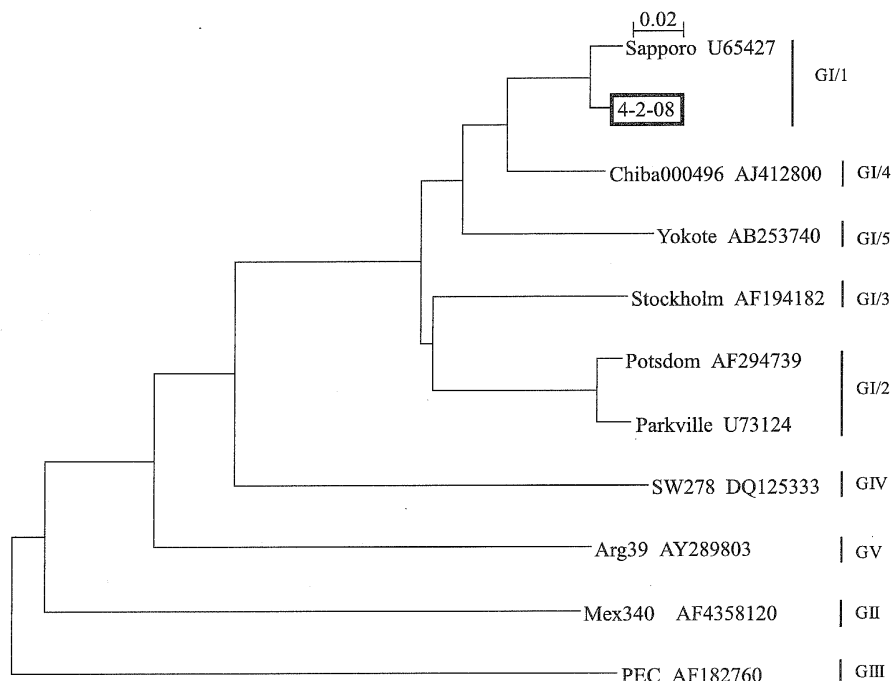 0.02
Sapporo U65427
GI/1
4-2-08
Chiba000496 AJ412800 GI/4
Yokote AB253740 GI/5
Stockholm AF194182 GI/3
Potsdom AF294739
GI/2
Parkville U73124
SW278 DQ125333 GIV
Arg39 AY289803 GV
Mex340 AF4358120 GII
PEC AF182760 GIII